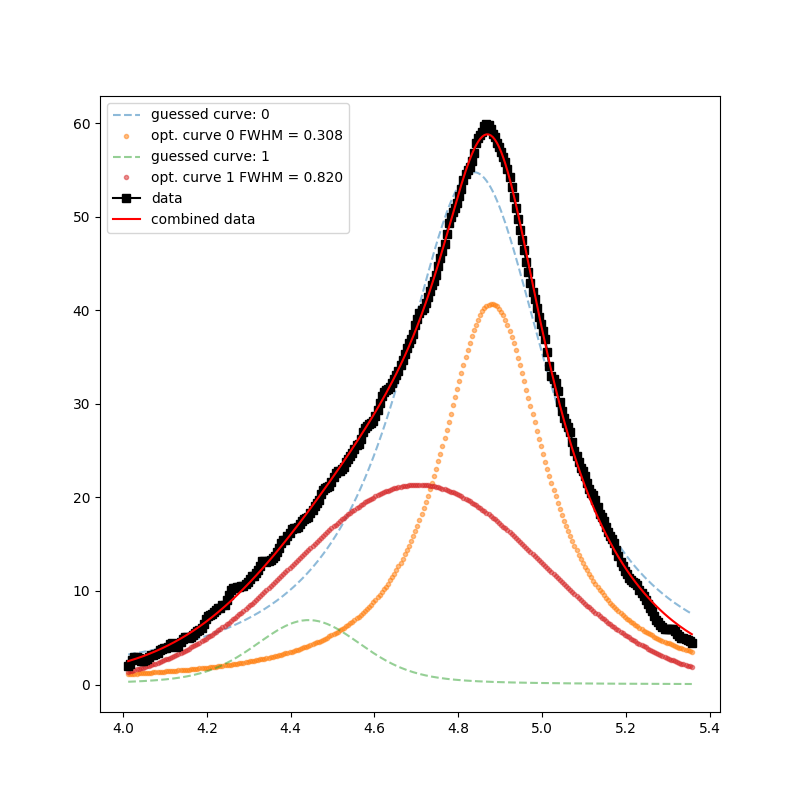 guessed curve: 0
opt. curve 0 FWHM = 0.308
guessed curve: 1
opt. curve 1 FWHM = 0.820
data
combined data
60
50
40
30
20
10
0
4.0 4.2 4.4 4.6 4.8 5.0 5.2 5.4